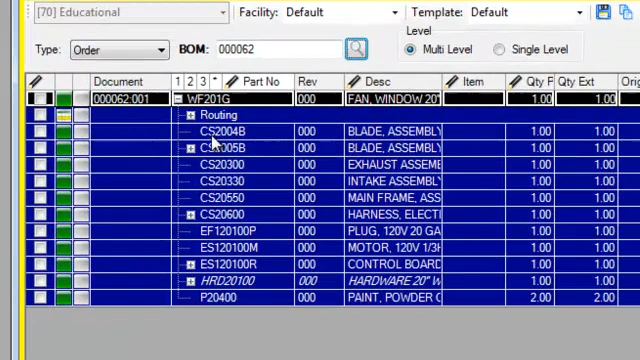 [70] Educational Facility: Default Template: Default
Type: Order BOM: 000062 Level Multi Level Single Level
Document 1 2 3 * Part No Rev Desc Item Qty P Qty Ext Orig
000062:001 WF201G 000 FAN, WINDOW 20" 1.00 1.00
Routing
CS2004B 000 BLADE, ASSEMBLY 1.00 1.00
000 BLADE, ASSEMBLY 1.00 1.00
CS20300 000 EXHAUST ASSEME 1.00 1.00
CS20330 000 INTAKE ASSEMBL 1.00 1.00
CS20550 000 MAIN FRAME, ASS 1.00 1.00
CS20600 000 HARNESS, ELECTI 1.00 1.00
EF120100P 000 PLUG, 120V 20 GA 1.00 1.00
ES120100M 000 MOTOR, 120V 1/3H 1.00 1.00
ES120100R 000 CONTROL BOARD 1.00 1.00
HRD20100 000 HARDWARE 20" W 1.00 1.00
P20400 000 PAINT, POWDER C 2.00 2.00